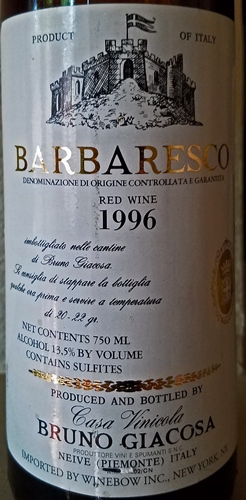 PRODUCT OF ITALY
BARBARESCO
DENOMINAZIONE DI ORIGINE CONTROLLATA E GARANTITA
RED WINE
1996
imbottigliato nelle cantine
di Bruno Giacosa.
Si consiglia di stappare la bottiglia
qualche ora prima e servire a temperatura
di 20-22 gr.
NET CONTENTS 750 ML
ALCOHOL 13,5% BY VOLUME
CONTAINS SULFITES
PRODUCED AND BOTTLED BY
Casa Vinicola
BRUNO GIACOSA
PRODUTTORE VINI E SPUMANTI S.N.C.
NEIVE (PIEMONTE) ITALY
IMPORTED BY WINEBOW INC., NEW YORK